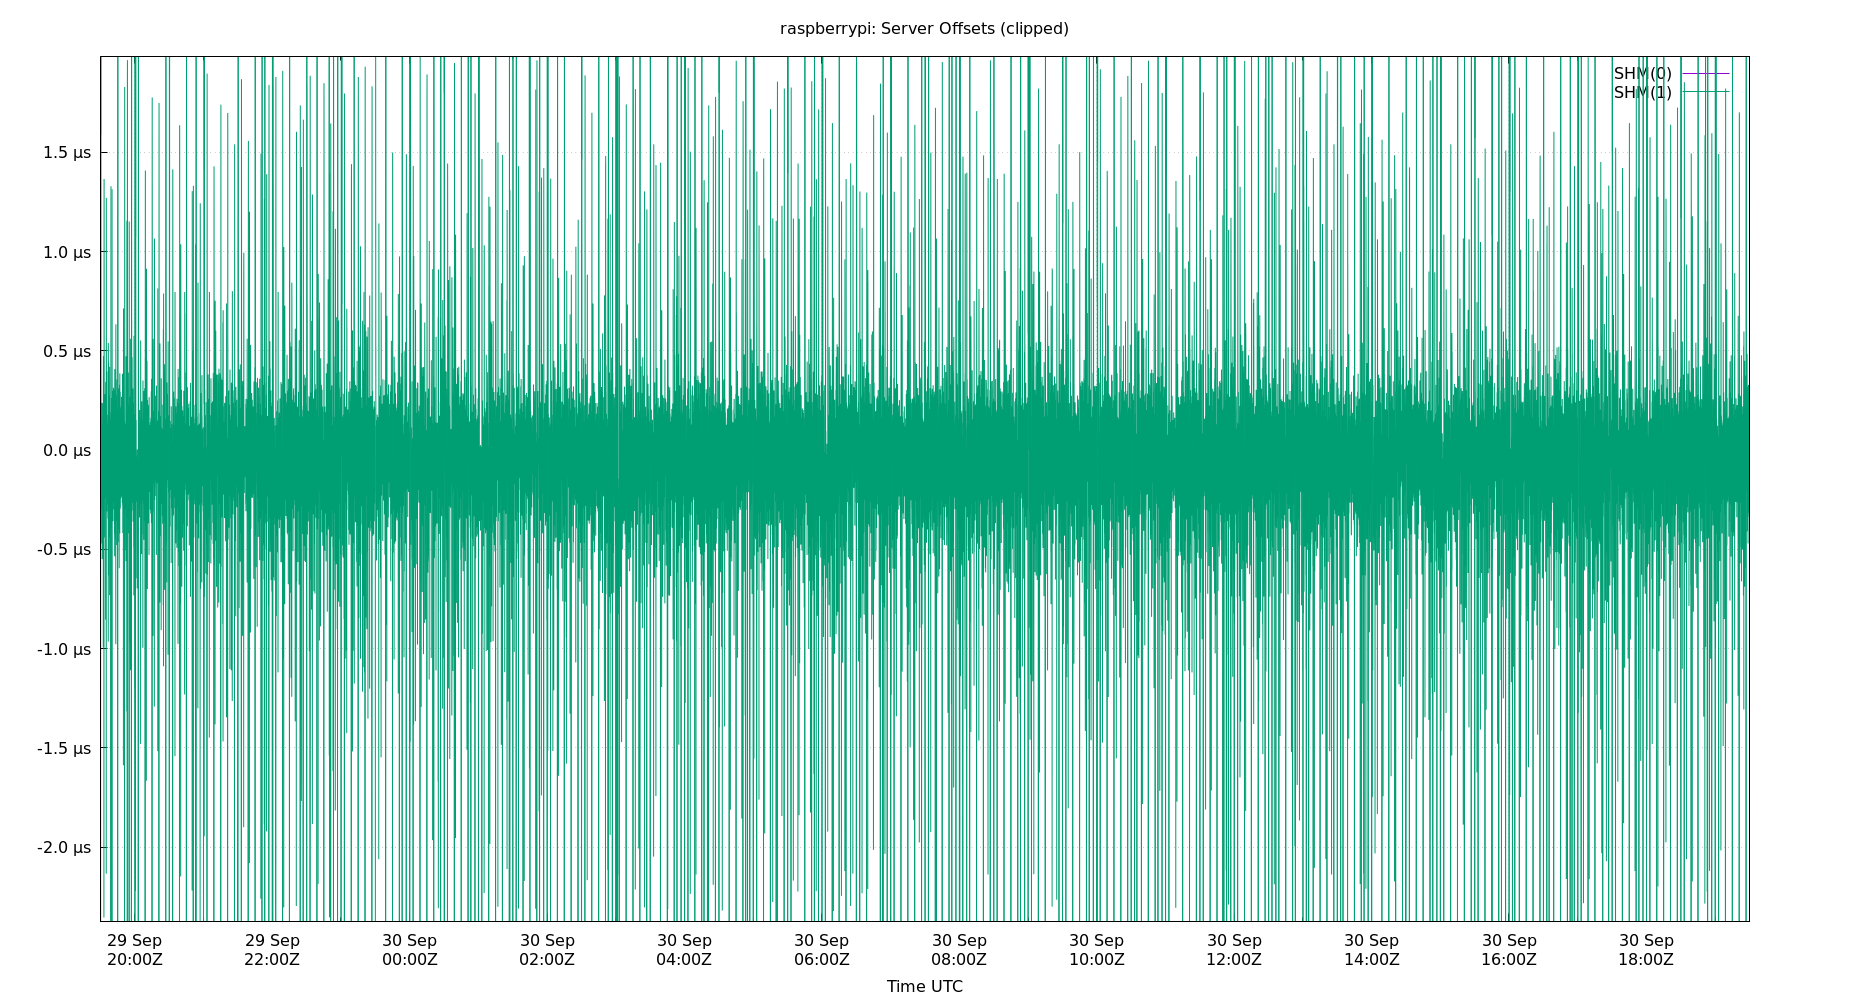 raspberrypi: Server Offsets (clipped)
SHM(0)
SHM(1)
1.5 µs
1.0 µs
0.5 µs
0.0 µs
-0.5 µs
-1.0 µs
-1.5 µs
-2.0 µs
29 Sep 29 Sep 30 Sep 30 Sep 30 Sep 30 Sep 30 Sep 30 Sep 30 Sep 30 Sep 30 Sep 30 Sep
20:00Z 22:00Z 00:00Z 02:00Z 04:00Z 06:00Z 08:00Z 10:00Z 12:00Z 14:00Z 16:00Z 18:00Z
Time UTC